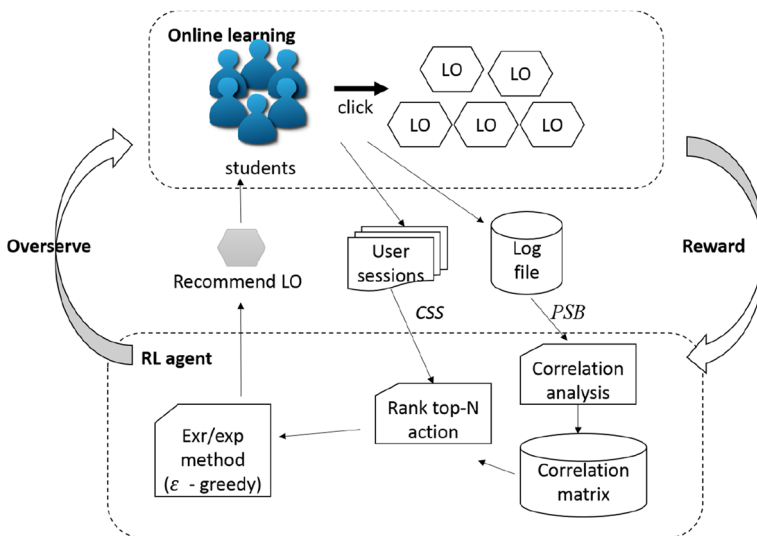 Online learning
LO
LO
click
LO
LO
LO
students
Overserve
User
sessions
Log
file
Reward
Recommend LO
CSS
PSB
RL agent
Correlation
analysis
Rank top-N
action
Exr/exp
method
(ε - greedy)
Correlation
matrix